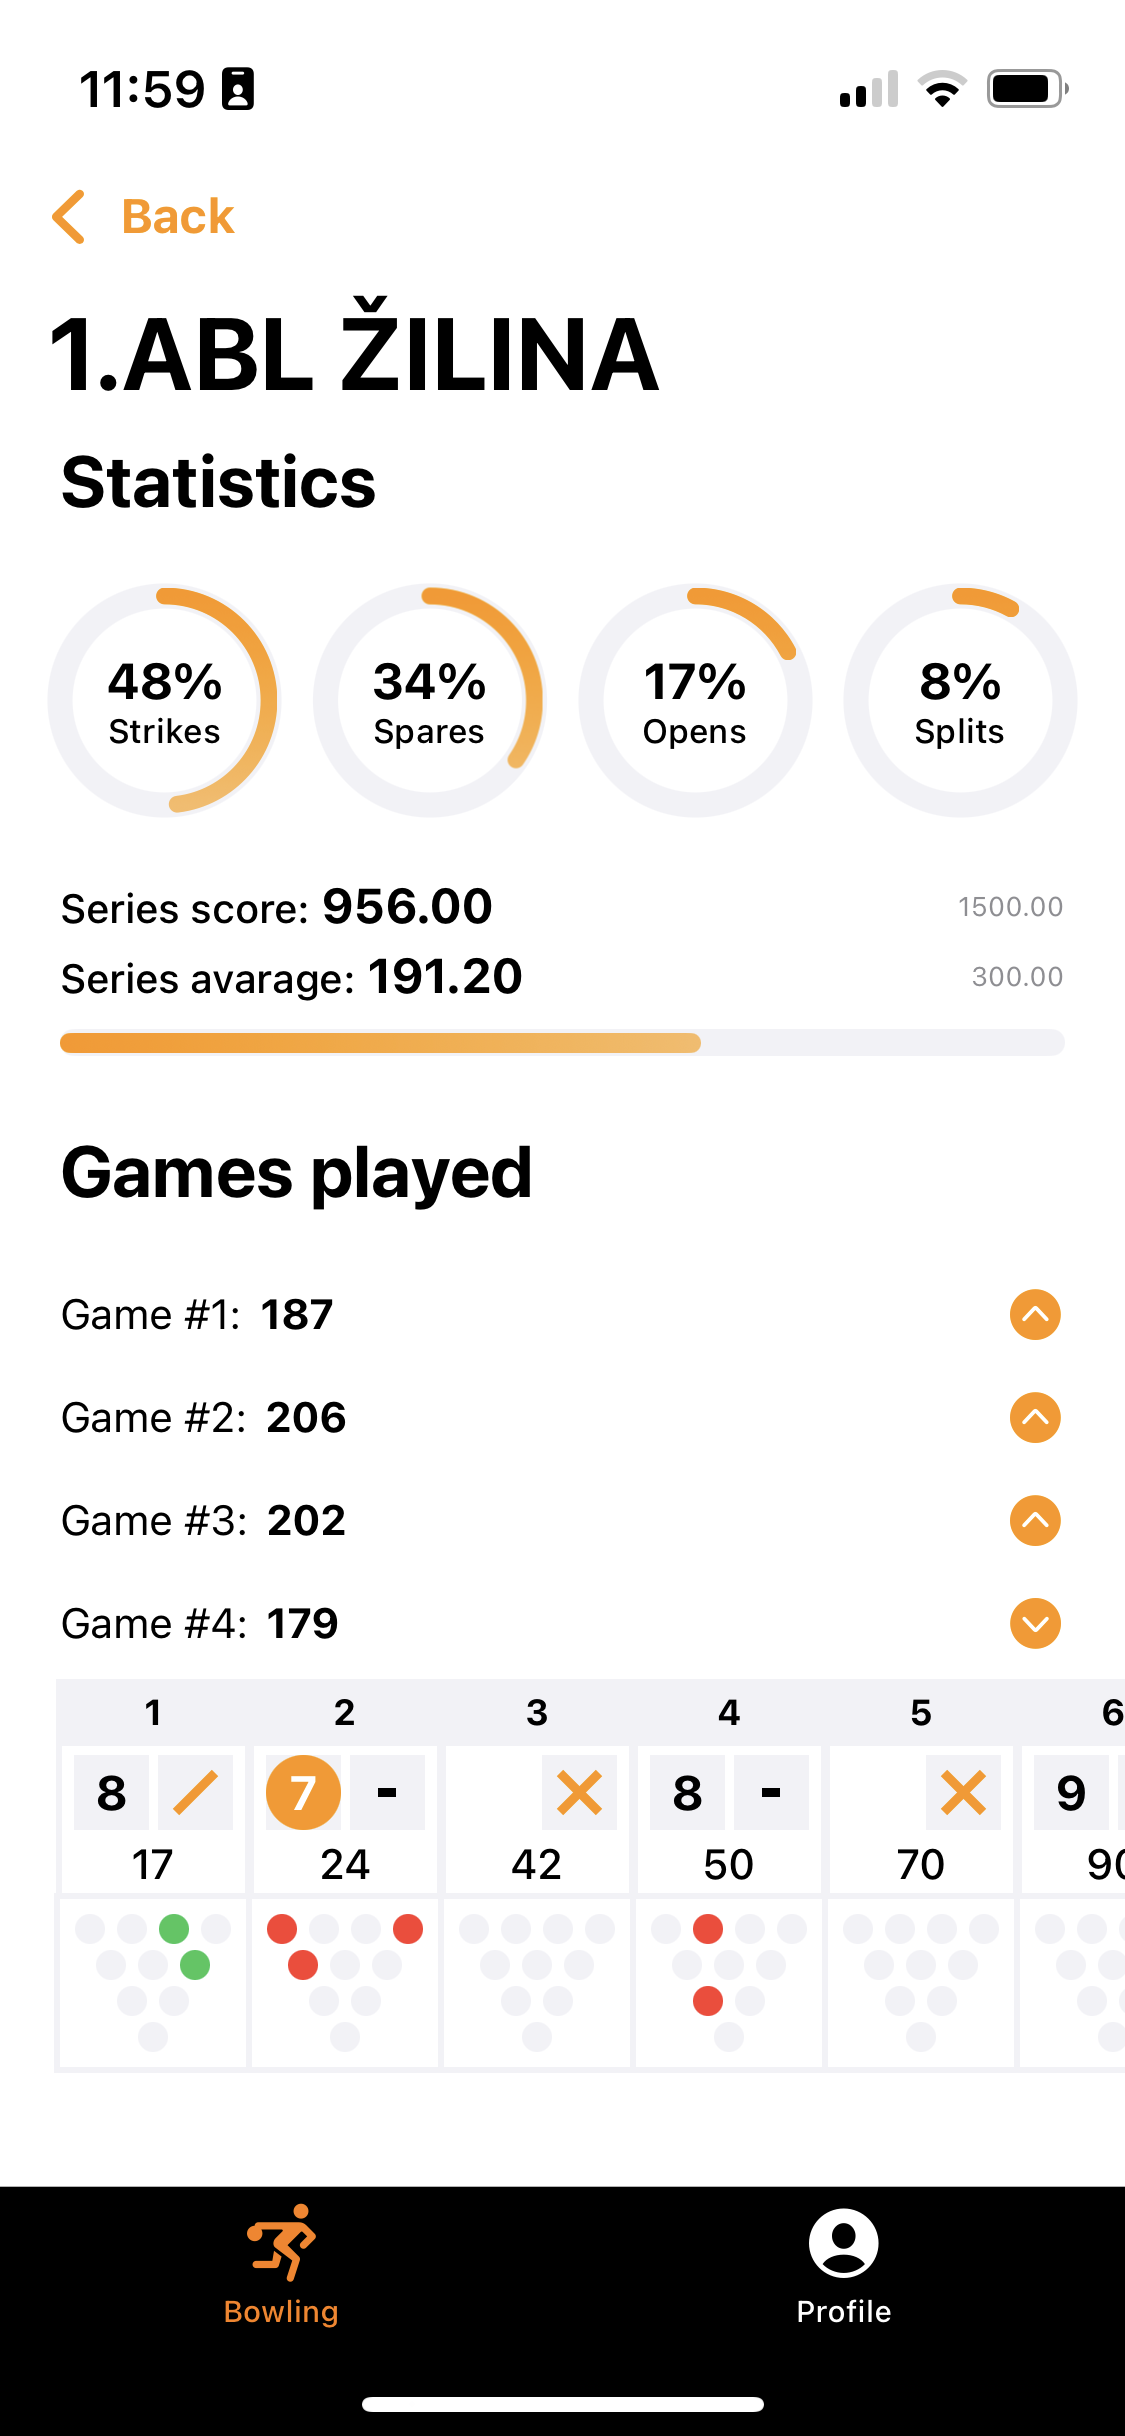 11:59
Back
1.ABL ŽILINA
Statistics
48% 34% 17% 8%
Strikes Spares Opens Splits
Series score: 956.00 1500.00
Series avarage: 191.20 300.00
Games played
Game #1: 187
Game #2: 206
Game #3: 202
Game #4: 179
1 2 3 4 5 6
8 / 7 - X 8 - X 9
17 24 42 50 70 90
Bowling Profile